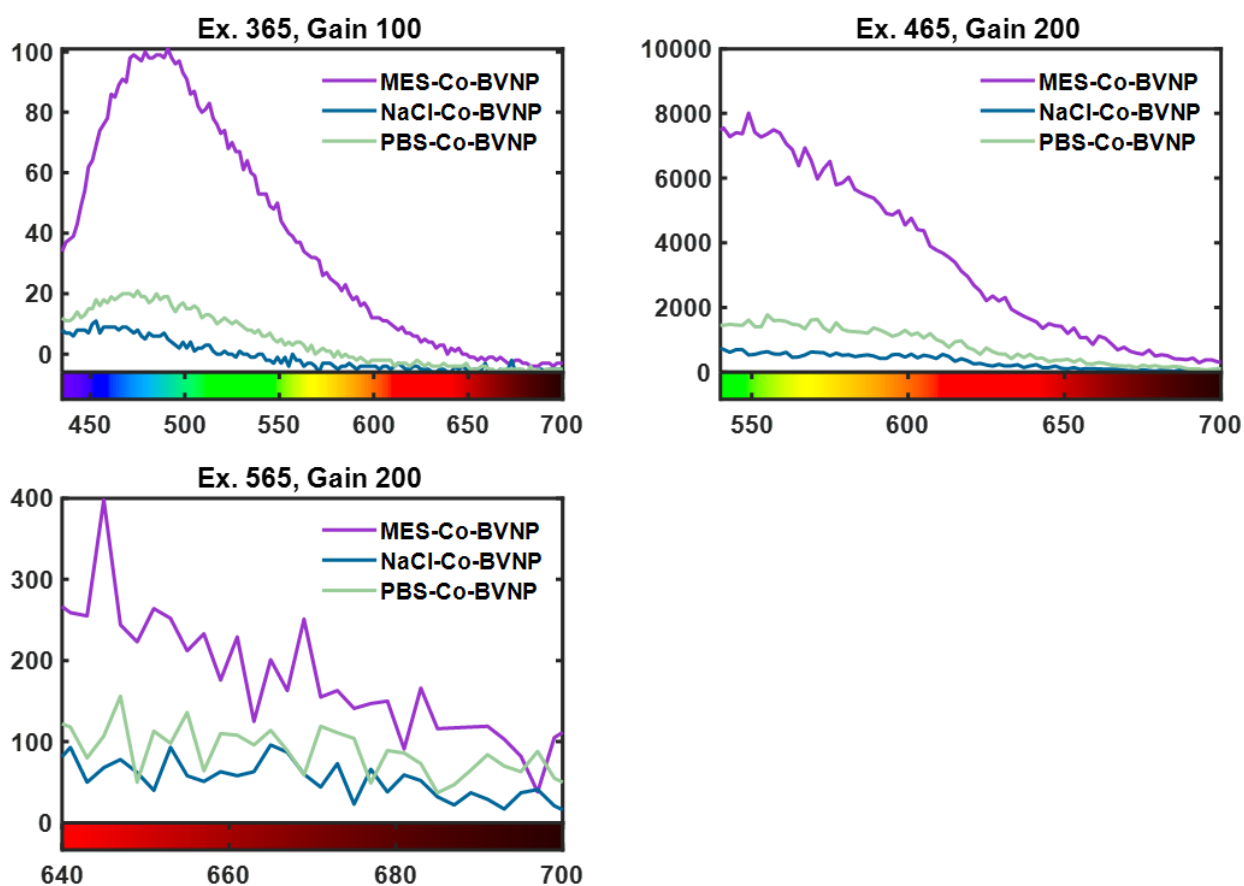 Ex. 365, Gain 100
100
80
60
40
20
0
MES-Co-BVNP
NaCl-Co-BVNP
PBS-Co-BVNP
450 500 550 600 650 700
Ex. 465, Gain 200
10000
8000
6000
4000
2000
0
MES-Co-BVNP
NaCl-Co-BVNP
PBS-Co-BVNP
550 600 650 700
Ex. 565, Gain 200
400
300
200
100
0
MES-Co-BVNP
NaCl-Co-BVNP
PBS-Co-BVNP
640 660 680 700